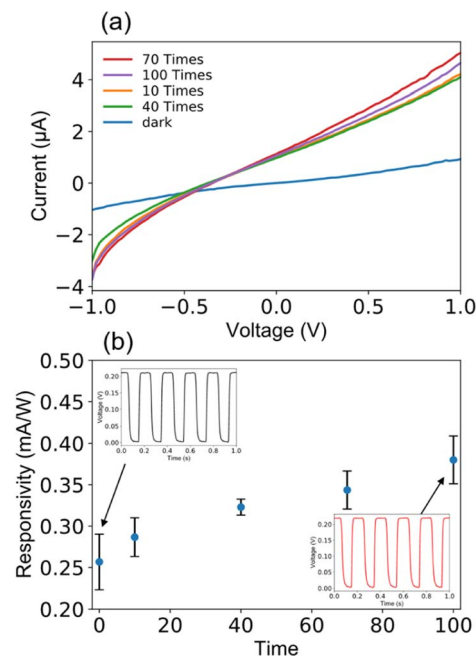 (a)
70 Times
100 Times
10 Times
40 Times
dark
4
2
0
−2
−4
Current (μA)
−1.0 −0.5 0.0 0.5 1.0
Voltage (V)
(b)
0.50
0.45
0.40
0.35
0.30
0.25
0.20
Responsivity (mA/W)
0.20
0.15
0.10
0.05
0.00
Voltage (V)
0.0 0.2 0.4 0.6 0.8 1.0
Time (s)
0.20
0.15
0.10
0.05
0.00
Voltage (V)
0.0 0.2 0.4 0.6 0.8 1.0
Time (s)
0 20 40 60 80 100
Time